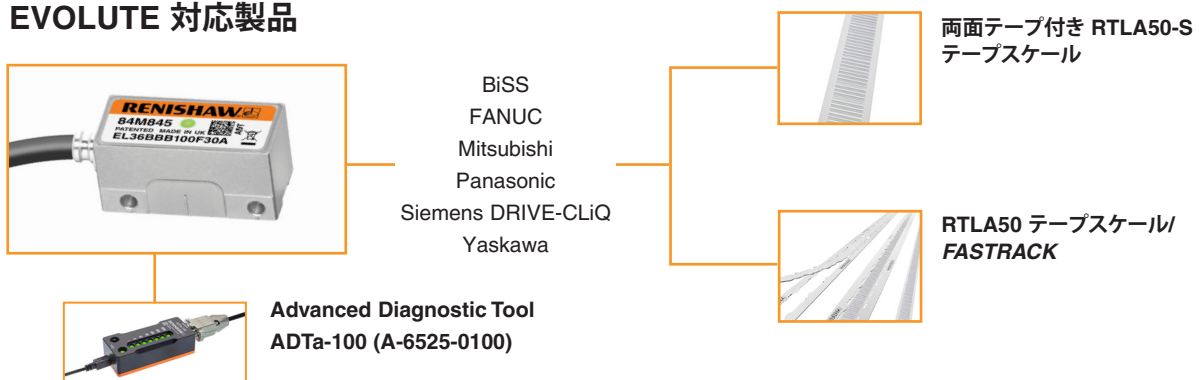 EVOLUTE 対応製品
RENISHAW
84M845
PATENTED MADE IN UK
EL36BBB100F30A
ADT
BiSS
FANUC
Mitsubishi
Panasonic
Siemens DRIVE-CLiQ
Yaskawa
両面テープ付き RTLA50-S
テープスケール
RTLA50 テープスケール/
FASTRACK
Advanced Diagnostic Tool
ADTa-100 (A-6525-0100)